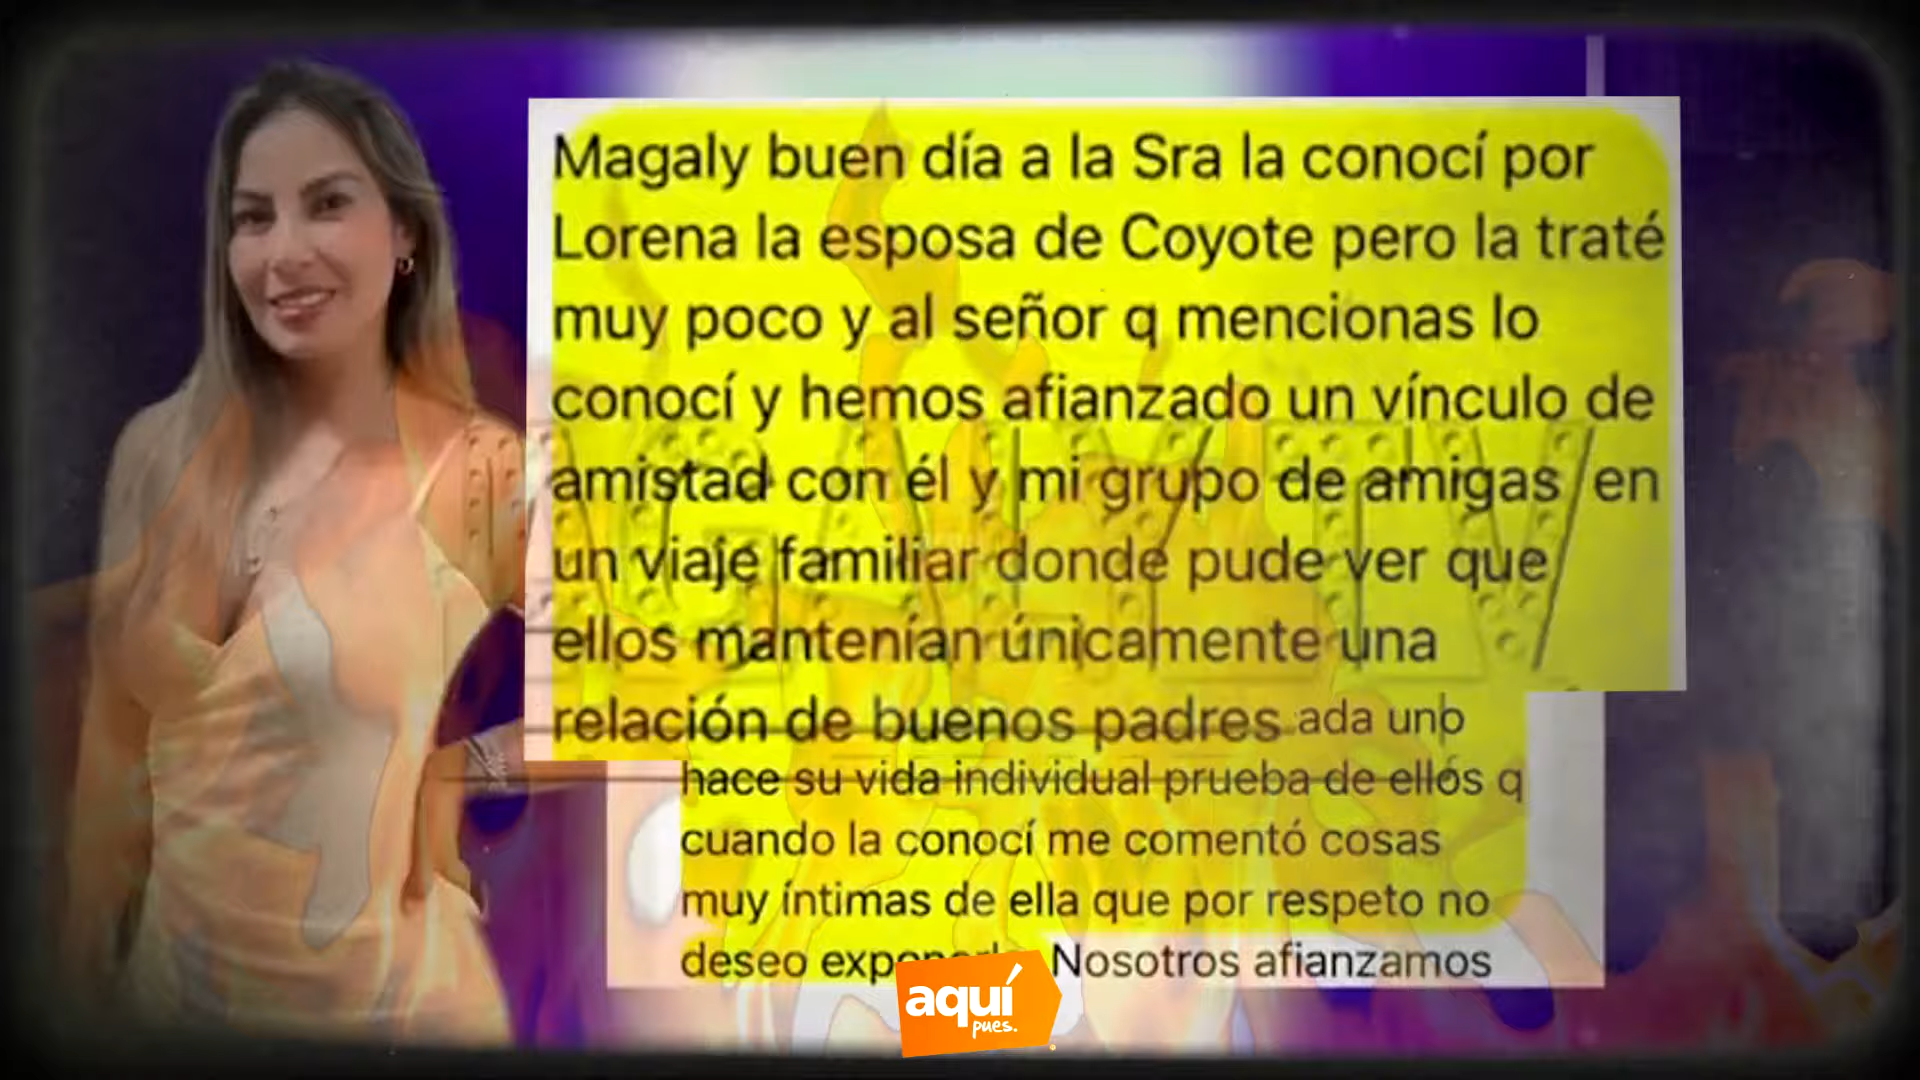 Magaly buen día a la Sra la conocí por
Lorena la esposa de Coyote pero la traté
muy poco y al señor q mencionas lo
conocí y hemos afianzado un vínculo de
amistad con él y mi grupo de amigas en
un viaje familiar donde pude ver que
ellos mantenían únicamente una
relación de buenos padres ada uno
hace su vida individual prueba de ellos q
cuando la conocí me comentó cosas
muy íntimas de ella que por respeto no
deseo Nosotros afianzamos
aquí
pues.